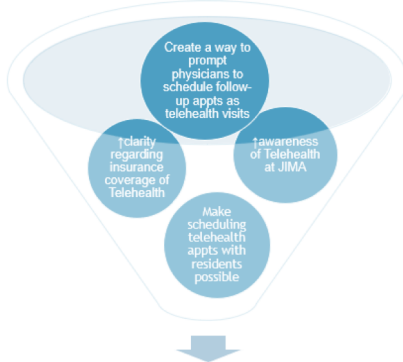 Create a way to
prompt
physicians to
schedule follow-
up appts as
telehealth visits
↑clarity
regarding
insurance
coverage of
Telehealth
↑awareness
of Telehealth
at JIMA
Make
scheduling
telehealth
appts with
residents
possible